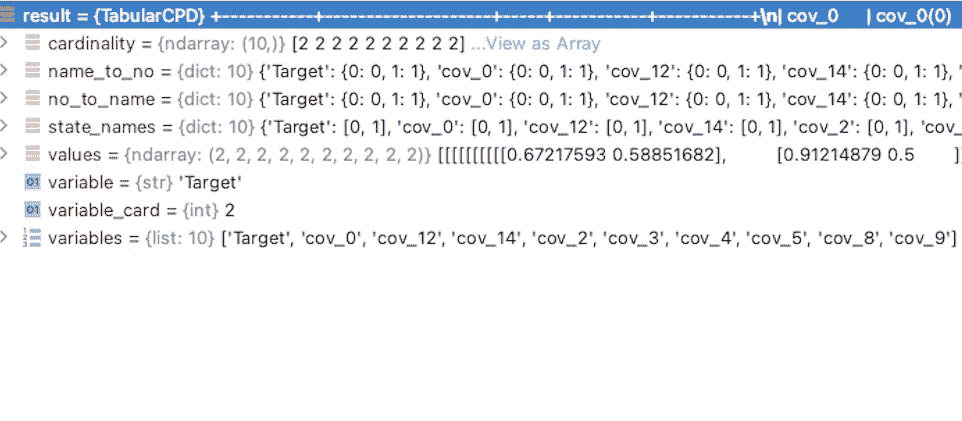 result = {TabularCPD} +-----------+----------------------+-----+-----------+-----------+\n| cov_0 | cov_0(0)
cardinality = {ndarray: (10,)} [2 2 2 2 2 2 2 2 2 2] ...View as Array
name_to_no = {dict: 10} {'Target': {0: 0, 1: 1}, 'cov_0': {0: 0, 1: 1}, 'cov_12': {0: 0, 1: 1}, 'cov_14': {0: 0, 1: 1}, '
no_to_name = {dict: 10} {'Target': {0: 0, 1: 1}, 'cov_0': {0: 0, 1: 1}, 'cov_12': {0: 0, 1: 1}, 'cov_14': {0: 0, 1: 1}, '
state_names = {dict: 10} {'Target': [0, 1], 'cov_0': [0, 1], 'cov_12': [0, 1], 'cov_14': [0, 1], 'cov_2': [0, 1], 'cov_
values = {ndarray: (2, 2, 2, 2, 2, 2, 2, 2, 2, 2)} [[[[[[[[[[0.67217593 0.58851682], [0.91214879 0.5 ]]
01 variable = {str} 'Target'
01 variable_card = {int} 2
variables = {list: 10} ['Target', 'cov_0', 'cov_12', 'cov_14', 'cov_2', 'cov_3', 'cov_4', 'cov_5', 'cov_8', 'cov_9']